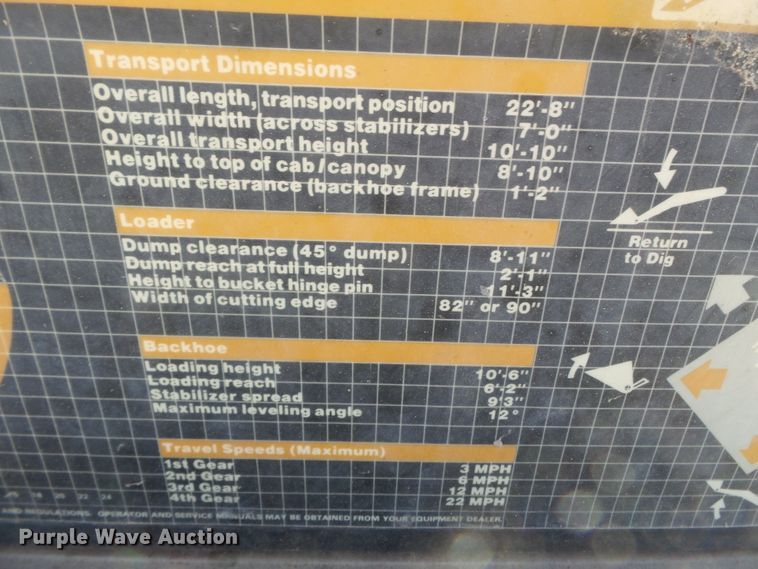 Transport Dimensions
Overall length, transport position 22'-8"
Overall width (across stabilizers) 7'-0"
Overall transport height 10'-10"
Height to top of cab/canopy 8'-10"
Ground clearance (backhoe frame) 1'-2"
Return
to Dig
Loader
Dump clearance (45° dump) 8'-11"
Dump reach at full height 2'-1"
Height to bucket hinge pin 11'-3"
Width of cutting edge 82" or 90"
Backhoe
Loading height 10'-6"
Loading reach 6'-2"
Stabilizer spread 9'3"
Maximum leveling angle 12°
Travel Speeds (Maximum)
1st Gear 3 MPH
2nd Gear 6 MPH
3rd Gear 12 MPH
4th Gear 22 MPH
18 20 22 24
AND REGULATIONS. OPERATOR AND SERVICE MANUALS MAY BE OBTAINED FROM YOUR EQUIPMENT DEALER.
Purple Wave Auction